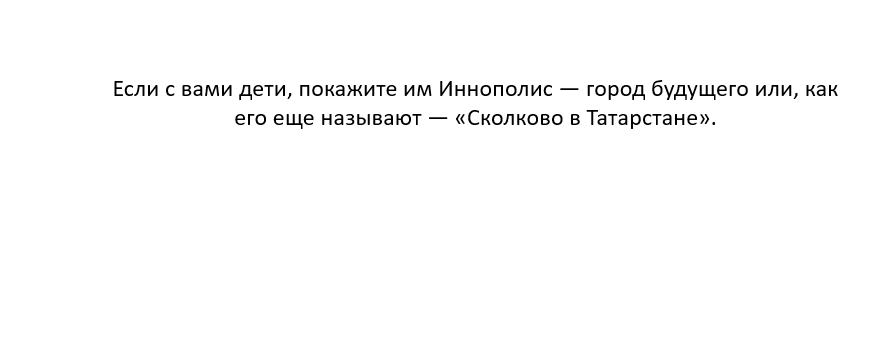 Если с вами дети, покажите им Иннополис — город будущего или, как
его еще называют — «Сколково в Татарстане».